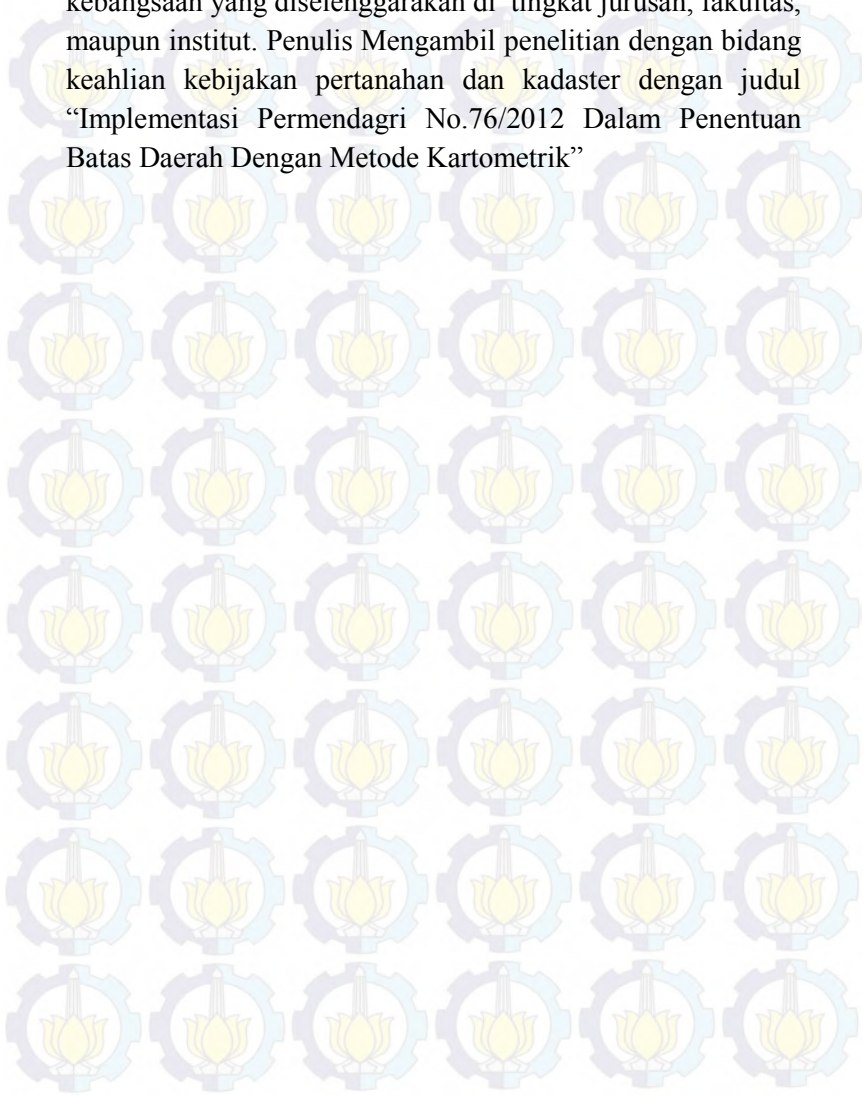 kebangsaan yang diselenggarakan di tingkat jurusan, fakultas,
maupun institut. Penulis Mengambil penelitian dengan bidang
keahlian kebijakan pertanahan dan kadaster dengan judul
“Implementasi Permendagri No.76/2012 Dalam Penentuan
Batas Daerah Dengan Metode Kartometrik”